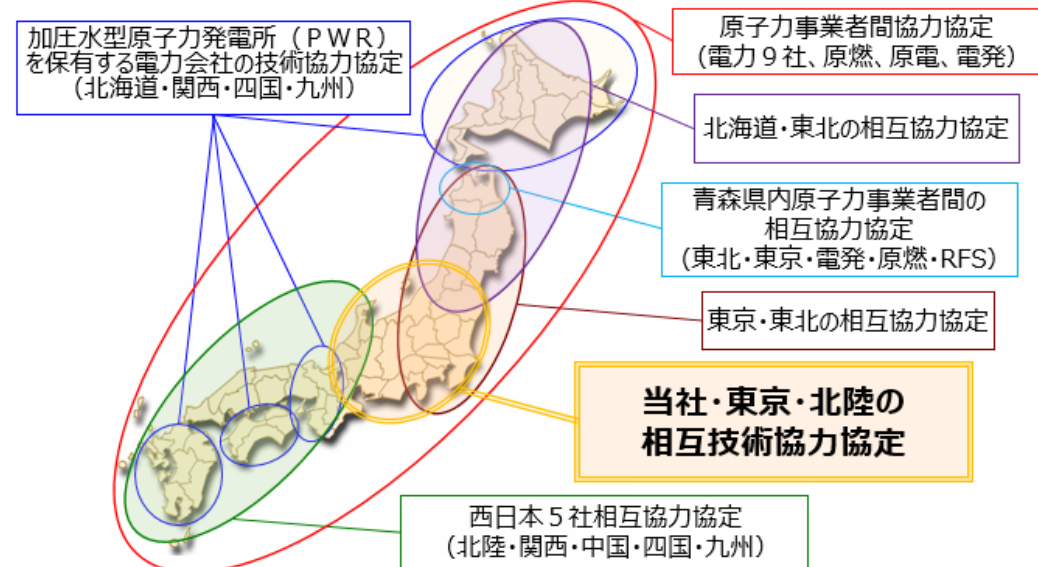 加圧水型原子力発電所（ＰＷＲ）
を保有する電力会社の技術協力協定
(北海道・関西・四国・九州)
原子力事業者間協力協定
(電力９社、原燃、原電、電発)
北海道・東北の相互協力協定
青森県内原子力事業者間の
相互協力協定
(東北・東京・電発・原燃・RFS)
東京・東北の相互協力協定
当社・東京・北陸の
相互技術協力協定
西日本５社相互協力協定
(北陸・関西・中国・四国・九州)